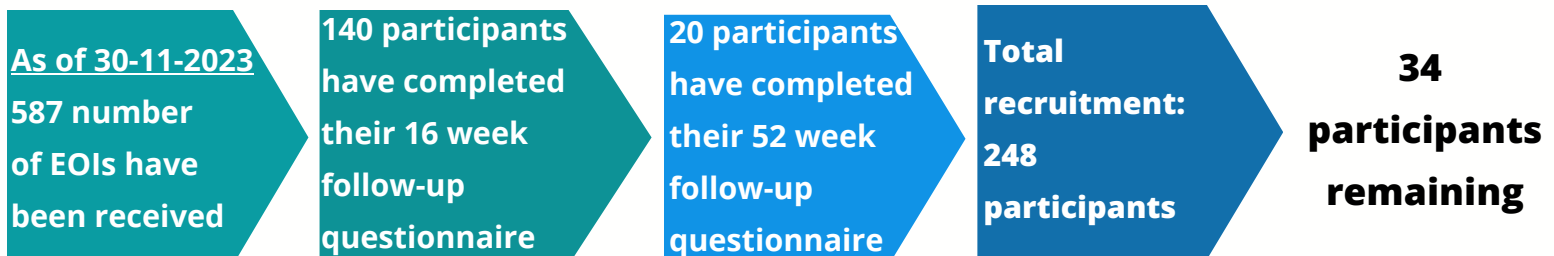 As of 30-11-2023
587 number
of EOIs have
been received
140 participants
have completed
their 16 week
follow-up
questionnaire
20 participants
have completed
their 52 week
follow-up
questionnaire
Total
recruitment:
248
participants
34
participants
remaining